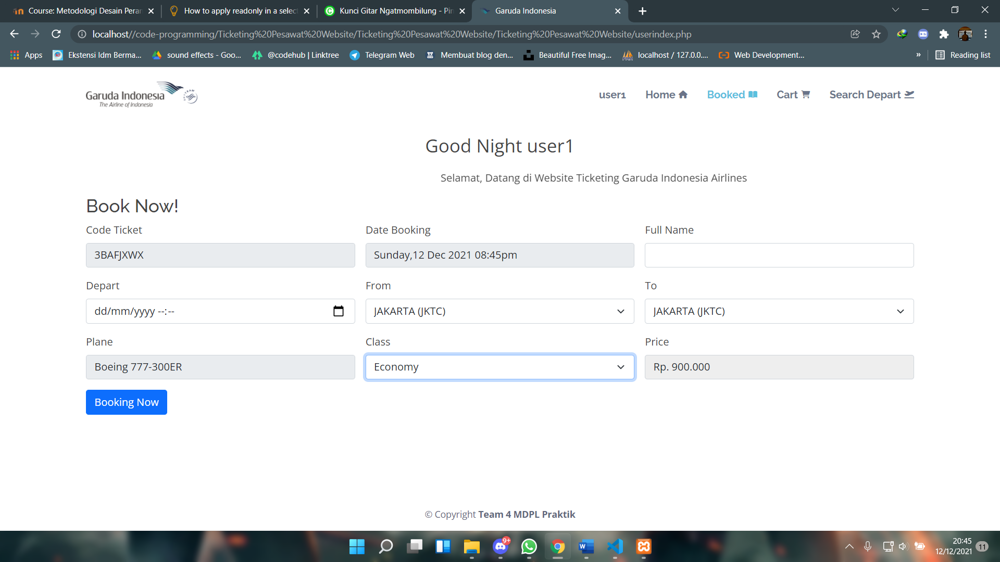 Course: Metodologi Desain Peran
How to apply readonly in a select
Kunci Gitar Ngatmombilung - Pin
Garuda Indonesia
localhost//code-programming/Ticketing%20Pesawat%20Website/Ticketing%20Pesawat%20Website/Ticketing%20Pesawat%20Website/userindex.php
Apps
Ekstensi Idm Berma...
sound effects - Goo...
@codehub | Linktree
Telegram Web
Membuat blog den...
Beautiful Free Imag...
localhost / 127.0.0....
Web Development...
»
Reading list
Garuda Indonesia
The Airline of Indonesia
user1
Home
Booked
Cart
Search Depart
Good Night user1
Selamat, Datang di Website Ticketing Garuda Indonesia Airlines
Book Now!
Code Ticket
Date Booking
Full Name
3BAFJXWX
Sunday,12 Dec 2021 08:45pm
Depart
From
To
dd/mm/yyyy --:--
JAKARTA (JKTC)
JAKARTA (JKTC)
Plane
Class
Price
Boeing 777-300ER
Economy
Rp. 900.000
Booking Now
© Copyright Team 4 MDPL Praktik
9+
20:45
12/12/2021
11